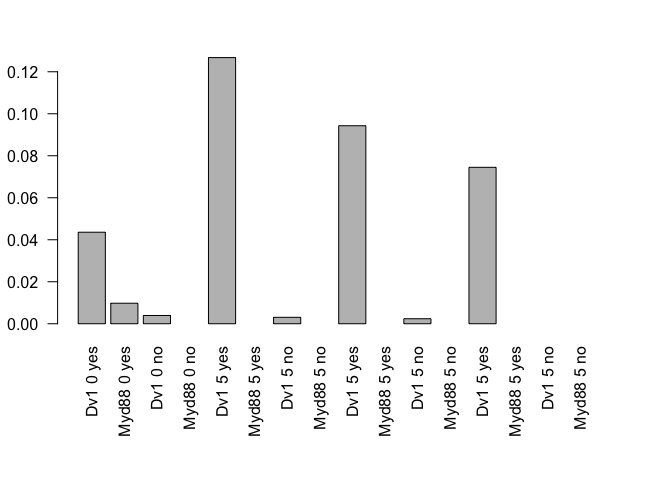 0.12
0.10
0.08
0.06
0.04
0.02
0.00
Dv1 0 yes
Myd88 0 yes
Dv1 0 no
Myd88 0 no
Dv1 5 yes
Myd88 5 yes
Dv1 5 no
Myd88 5 no
Dv1 5 yes
Myd88 5 yes
Dv1 5 no
Myd88 5 no
Dv1 5 yes
Myd88 5 yes
Dv1 5 no
Myd88 5 no